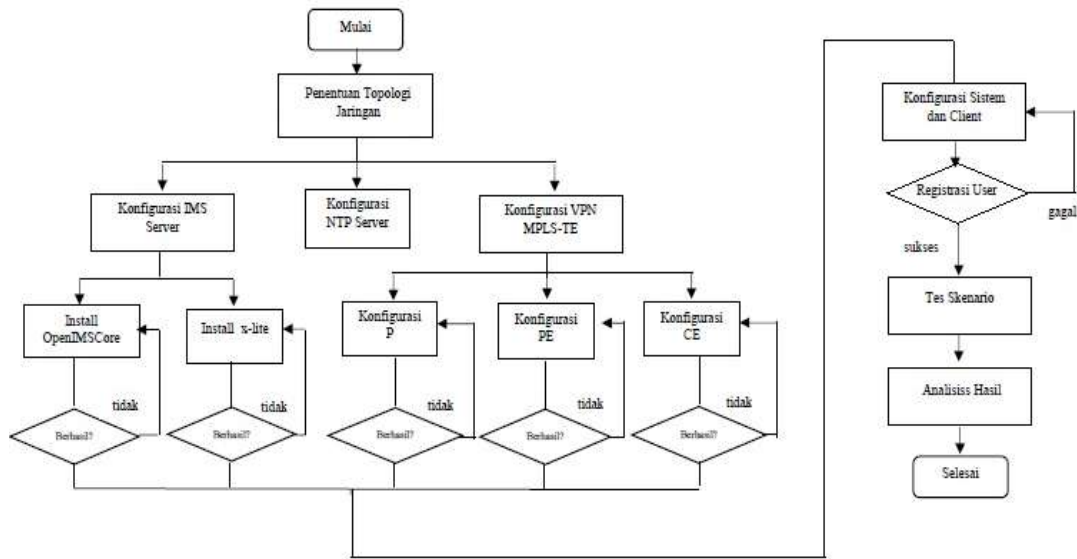 Mulai
Penentuan Topologi
Jaringan
Konfigurasi IMS
Server
Konfigurasi
NTP Server
Konfigurasi VPN
MPLS-TE
Install
OpenIMSCore
Install x-lite
Konfigurasi
P
Konfigurasi
PE
Konfigurasi
CE
tidak
tidak
tidak
tidak
tidak
Berhasil?
Berhasil?
Berhasil?
Berhasil?
Berhasil?
Konfigurasi Sistem
dan Client
Registrasi User
gagal
sukses
Tes Skenario
Analisiss Hasil
Selesai